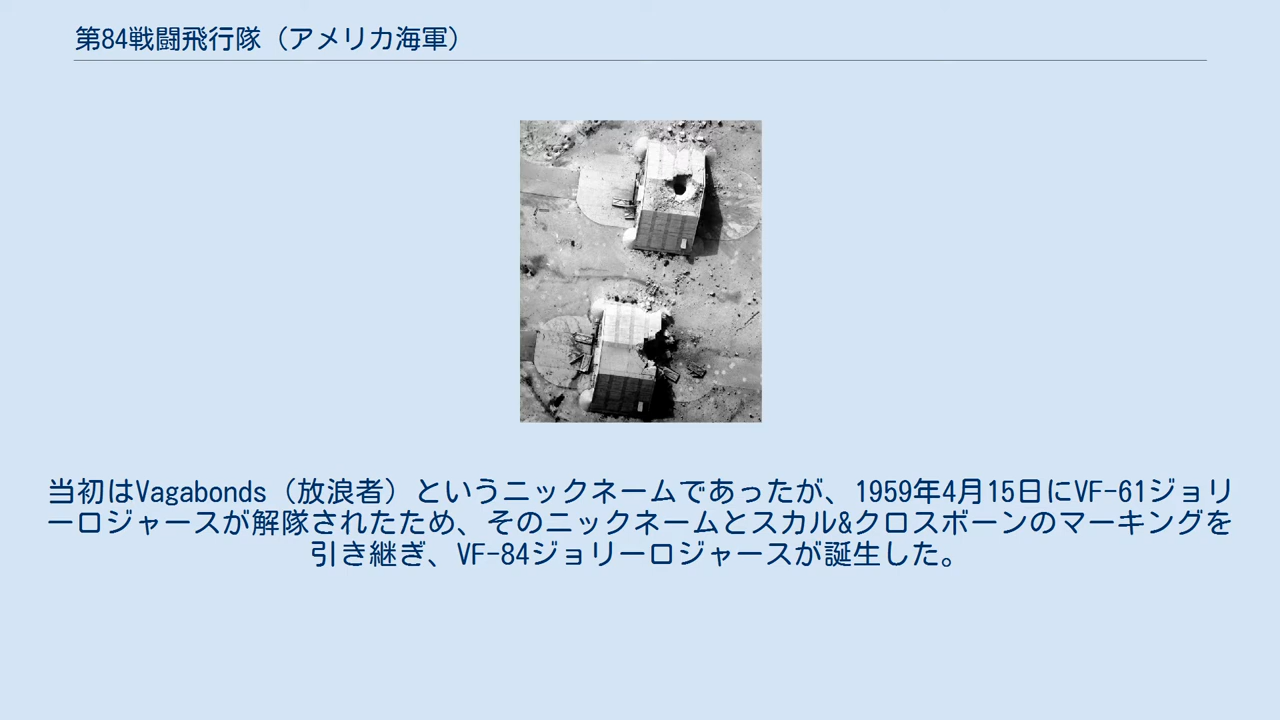 第84戦闘飛行隊（アメリカ海軍）
当初はVagabonds（放浪者）というニックネームであったが、1959年4月15日にVF-61ジョリ
ーロジャースが解隊されたため、そのニックネームとスカル&クロスボーンのマーキングを
引き継ぎ、VF-84ジョリーロジャースが誕生した。